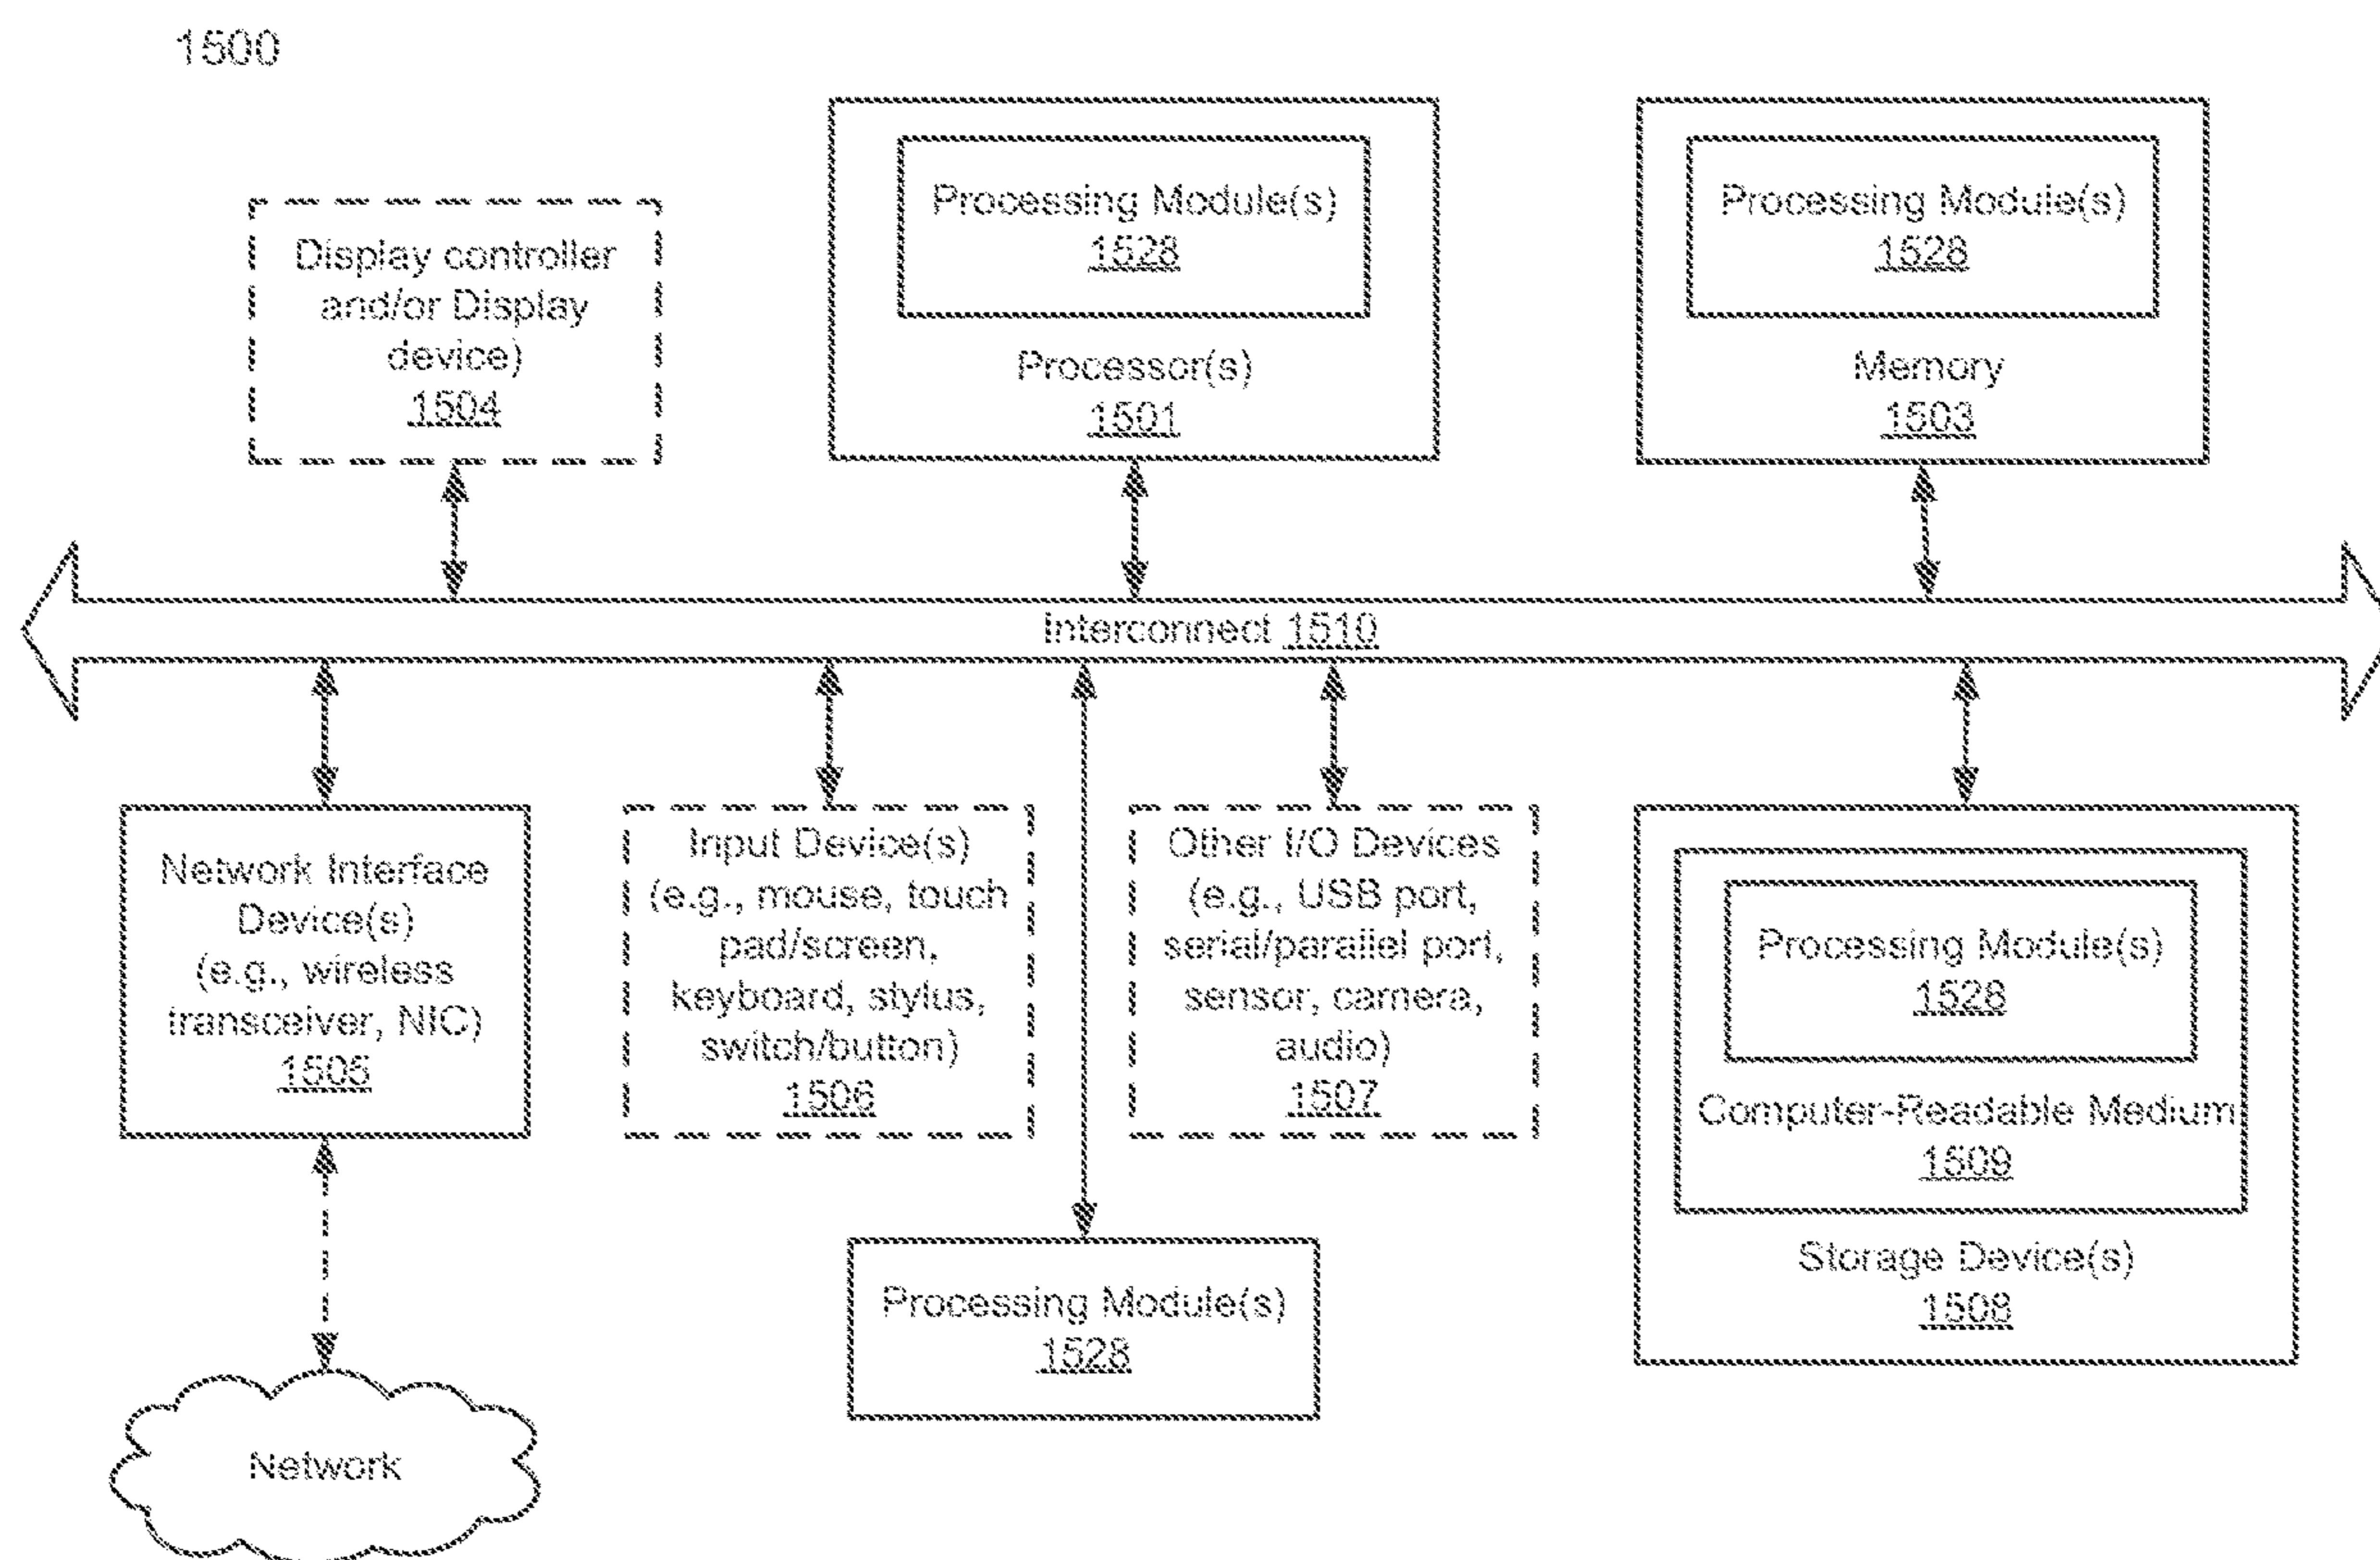 1500
Display controller
and/or Display
device)
1504
Processing Module(s)
1528
Processor(s)
1501
Processing Module(s)
1528
Memory
1503
Interconnect 1510
Network Interface
Device(s)
(e.g., wireless
transceiver, NIC)
1505
Input Device(s)
(e.g., mouse, touch
pad/screen,
keyboard, stylus,
switch/button)
1506
Other I/O Devices
(e.g., USB port,
serial/parallel port,
sensor, camera,
audio)
1507
Processing Module(s)
1528
Computer-Readable Medium
1509
Storage Device(s)
1508
Processing Module(s)
1528
Network